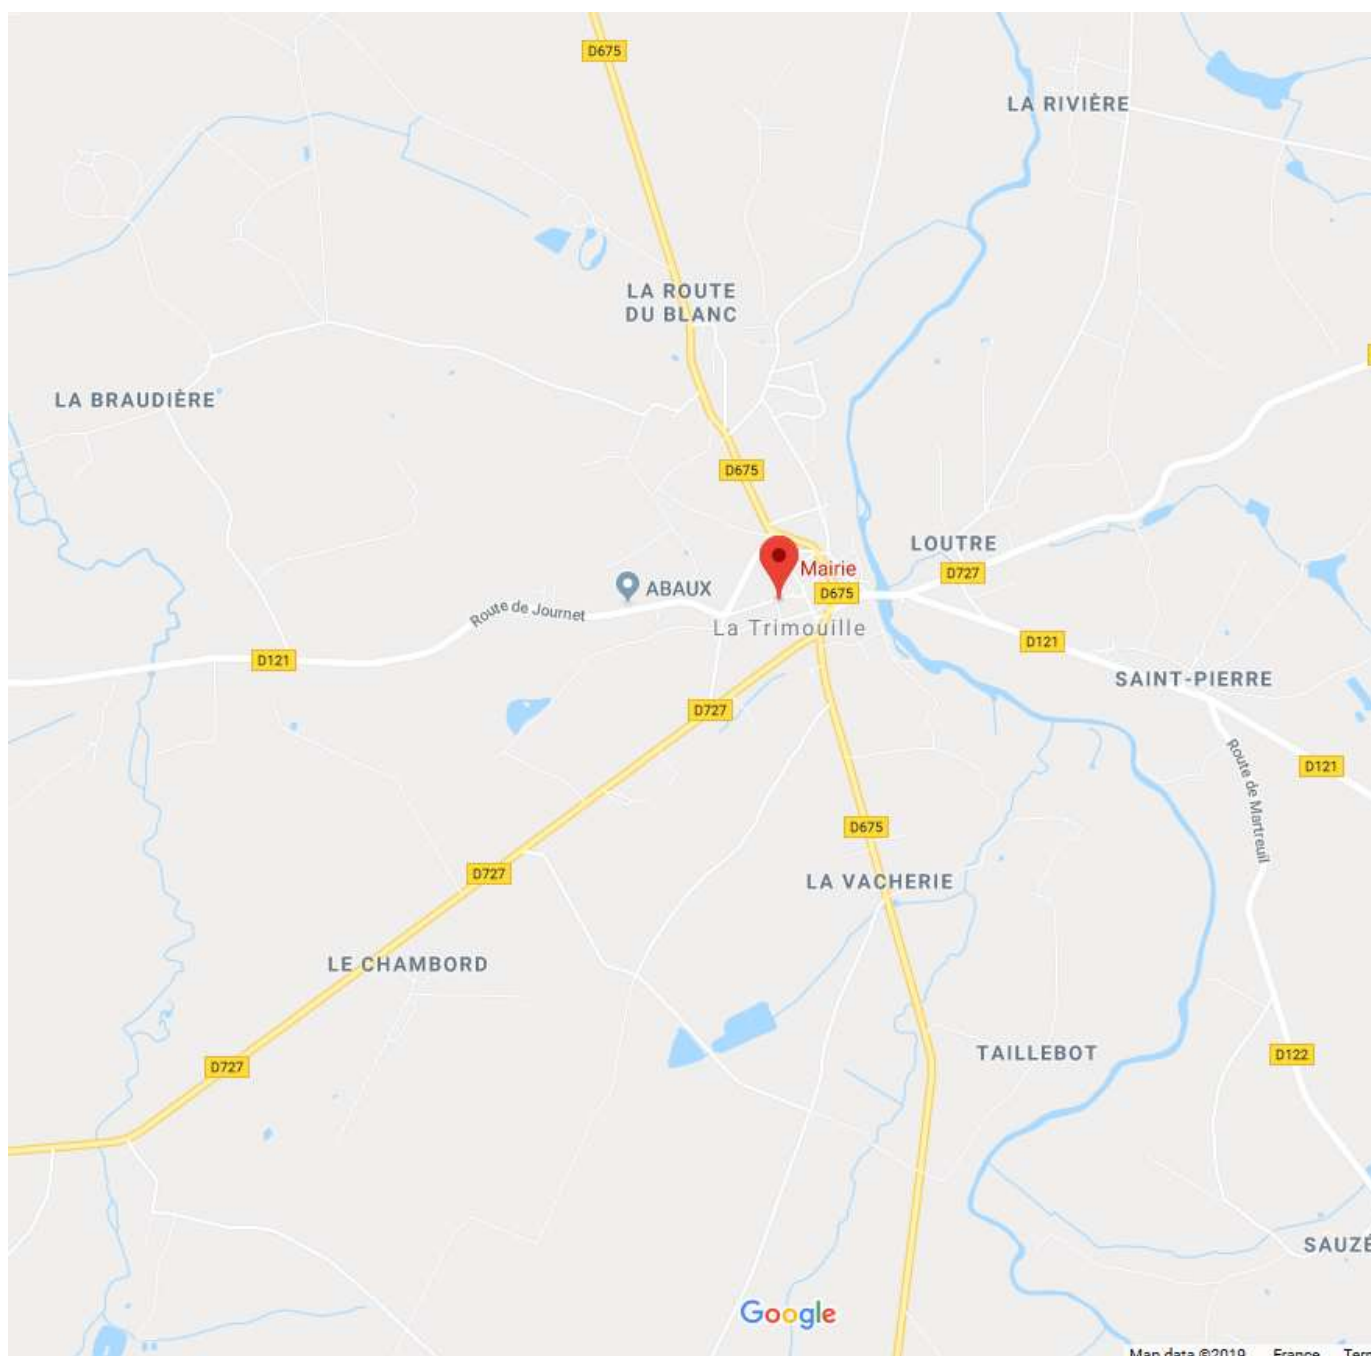 D675
LA RIVIÈRE
LA ROUTE
DU BLANC
LA BRAUDIÈRE
D675
LOUTRE
Mairie
D727
ABAUX
D675
Route de Journet
La Trimouille
D121
D121
SAINT-PIERRE
D727
Route de Martreuil
D121
D675
D727
LA VACHERIE
LE CHAMBORD
TAILLEBOT
D122
D727
SAUZÉ
Google
Map data ©2019
France